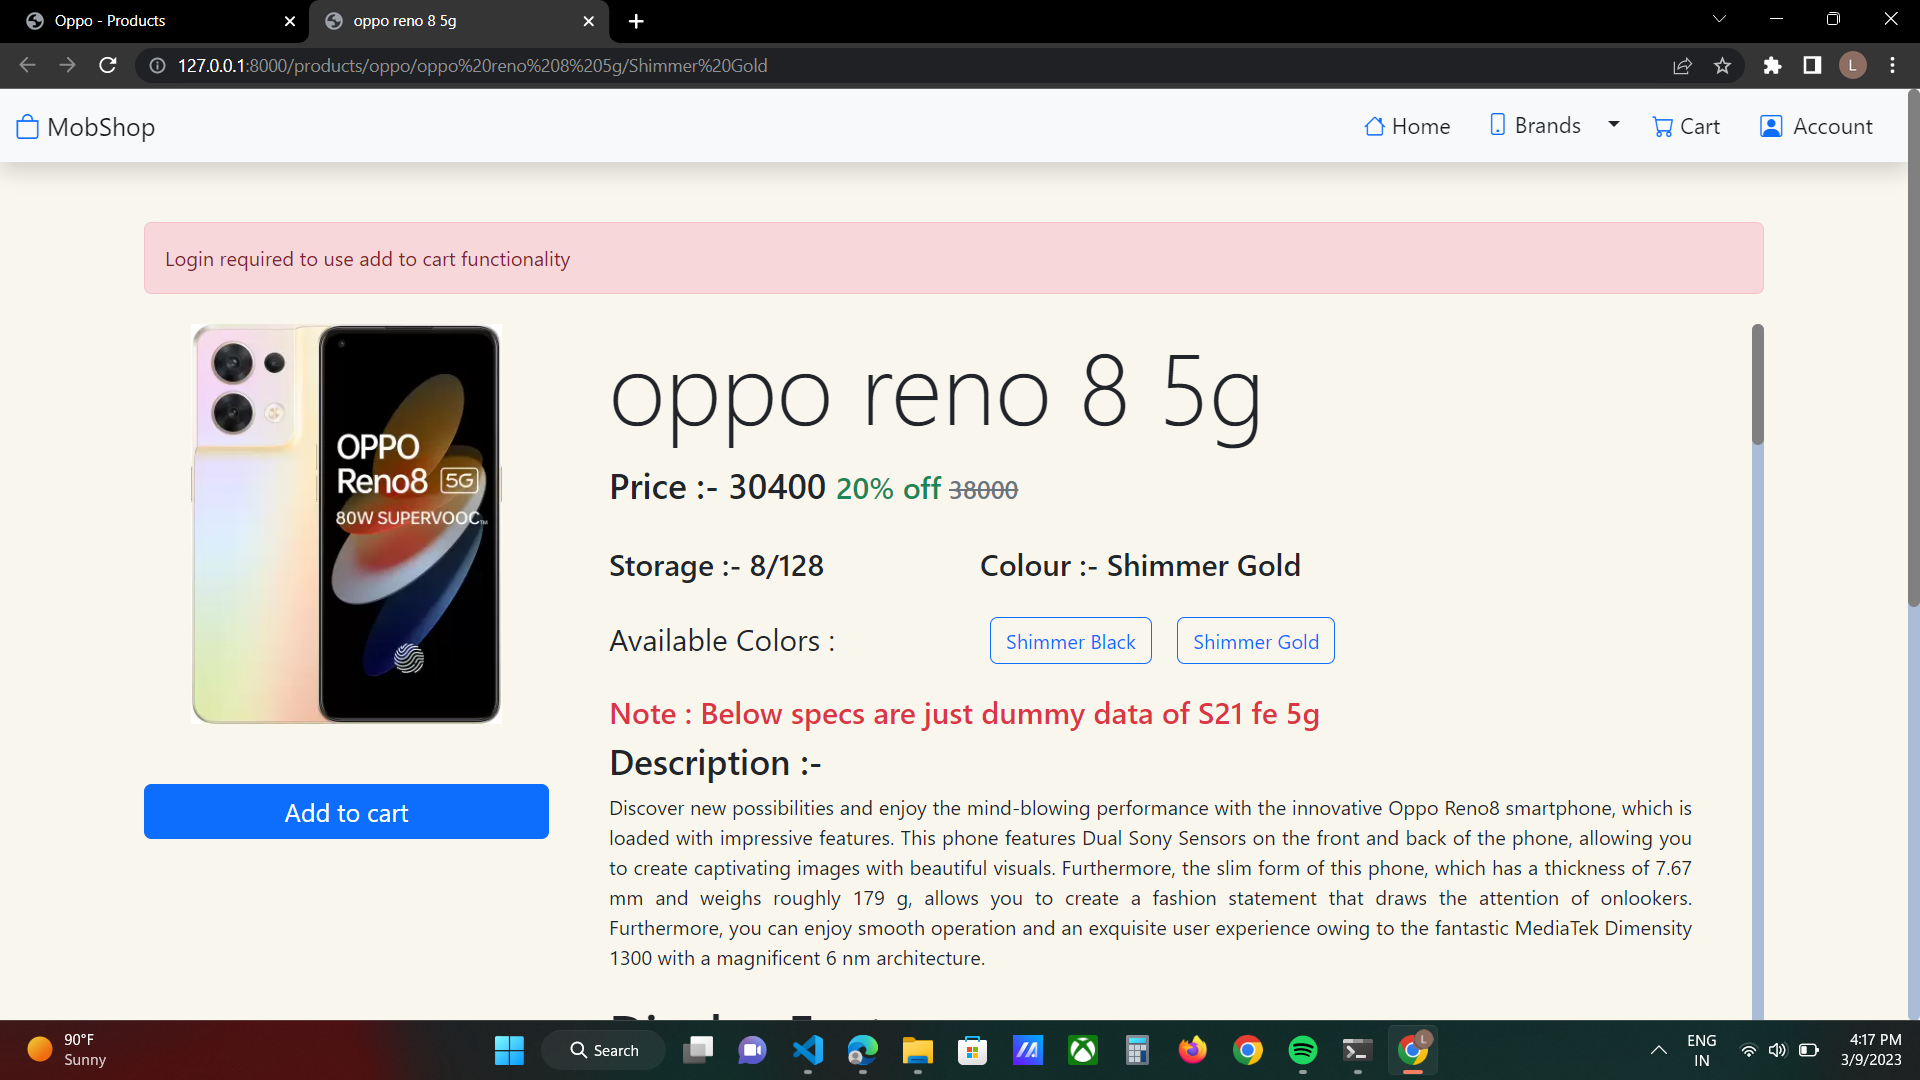 Oppo - Products
oppo reno 8 5g
127.0.0.1:8000/products/oppo/oppo%20reno%208%205g/Shimmer%20Gold
L
MobShop
Home
Brands
Cart
Account
Login required to use add to cart functionality
OPPO
Reno8 5G
80W SUPERVOOC™
Add to cart
oppo reno 8 5g
Price :- 30400 20% off 38000
Storage :- 8/128
Colour :- Shimmer Gold
Available Colors :
Shimmer Black
Shimmer Gold
Note : Below specs are just dummy data of S21 fe 5g
Description :-
Discover new possibilities and enjoy the mind-blowing performance with the innovative Oppo Reno8 smartphone, which is
loaded with impressive features. This phone features Dual Sony Sensors on the front and back of the phone, allowing you
to create captivating images with beautiful visuals. Furthermore, the slim form of this phone, which has a thickness of 7.67
mm and weighs roughly 179 g, allows you to create a fashion statement that draws the attention of onlookers.
Furthermore, you can enjoy smooth operation and an exquisite user experience owing to the fantastic MediaTek Dimensity
1300 with a magnificent 6 nm architecture.
90°F
Sunny
Search
L
ENG
IN
4:17 PM
3/9/2023